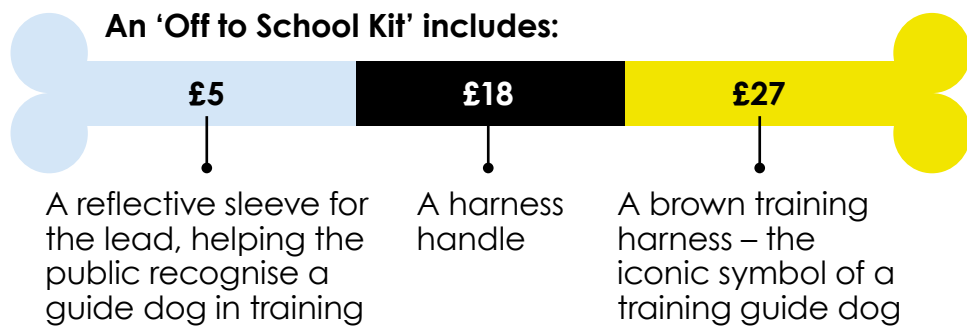 An ‘Off to School Kit’ includes:
£5
£18
£27
A reflective sleeve for
the lead, helping the
public recognise a
guide dog in training
A harness
handle
A brown training
harness – the
iconic symbol of a
training guide dog